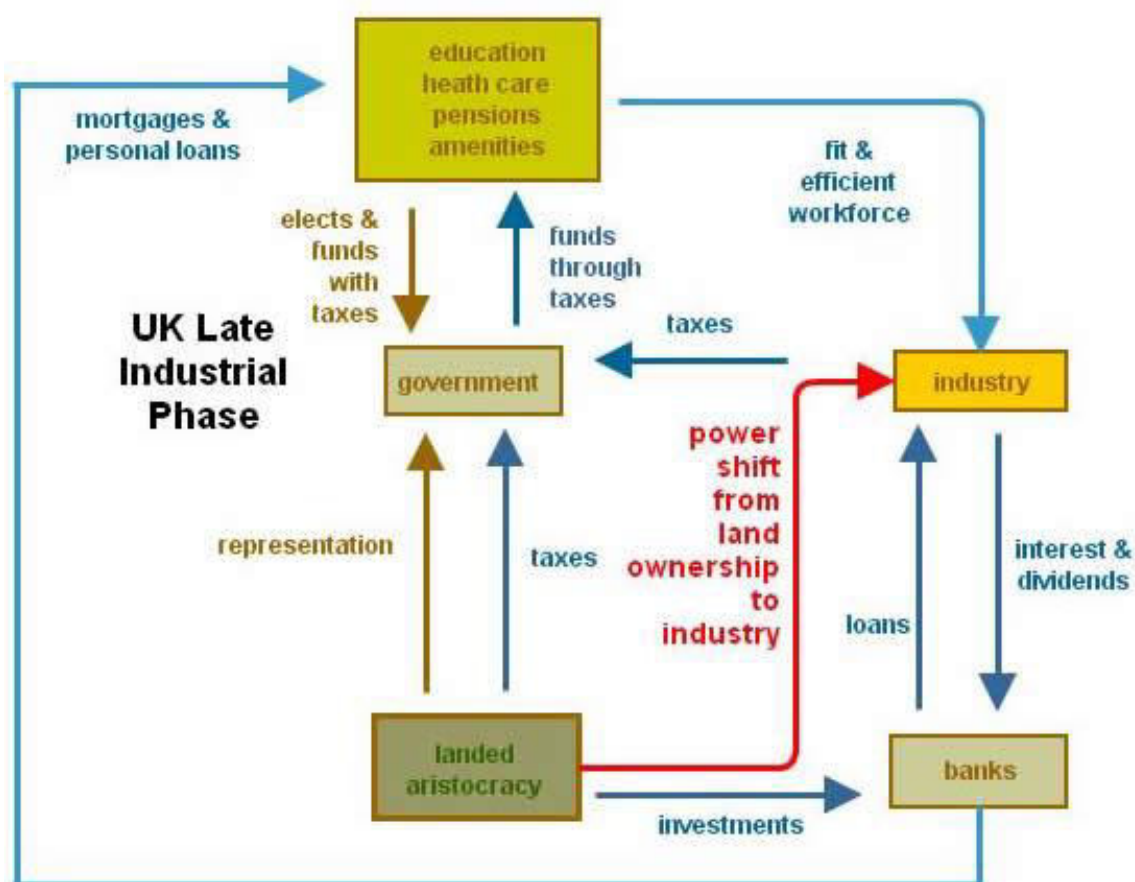 education
heath care
pensions
amenities
mortgages &
personal loans
fit &
efficient
workforce
elects &
funds
with
taxes
funds
through
taxes
UK Late
Industrial
Phase
taxes
government
industry
power
shift
from
land
ownership
to
industry
representation
taxes
interest &
dividends
loans
landed
aristocracy
banks
investments